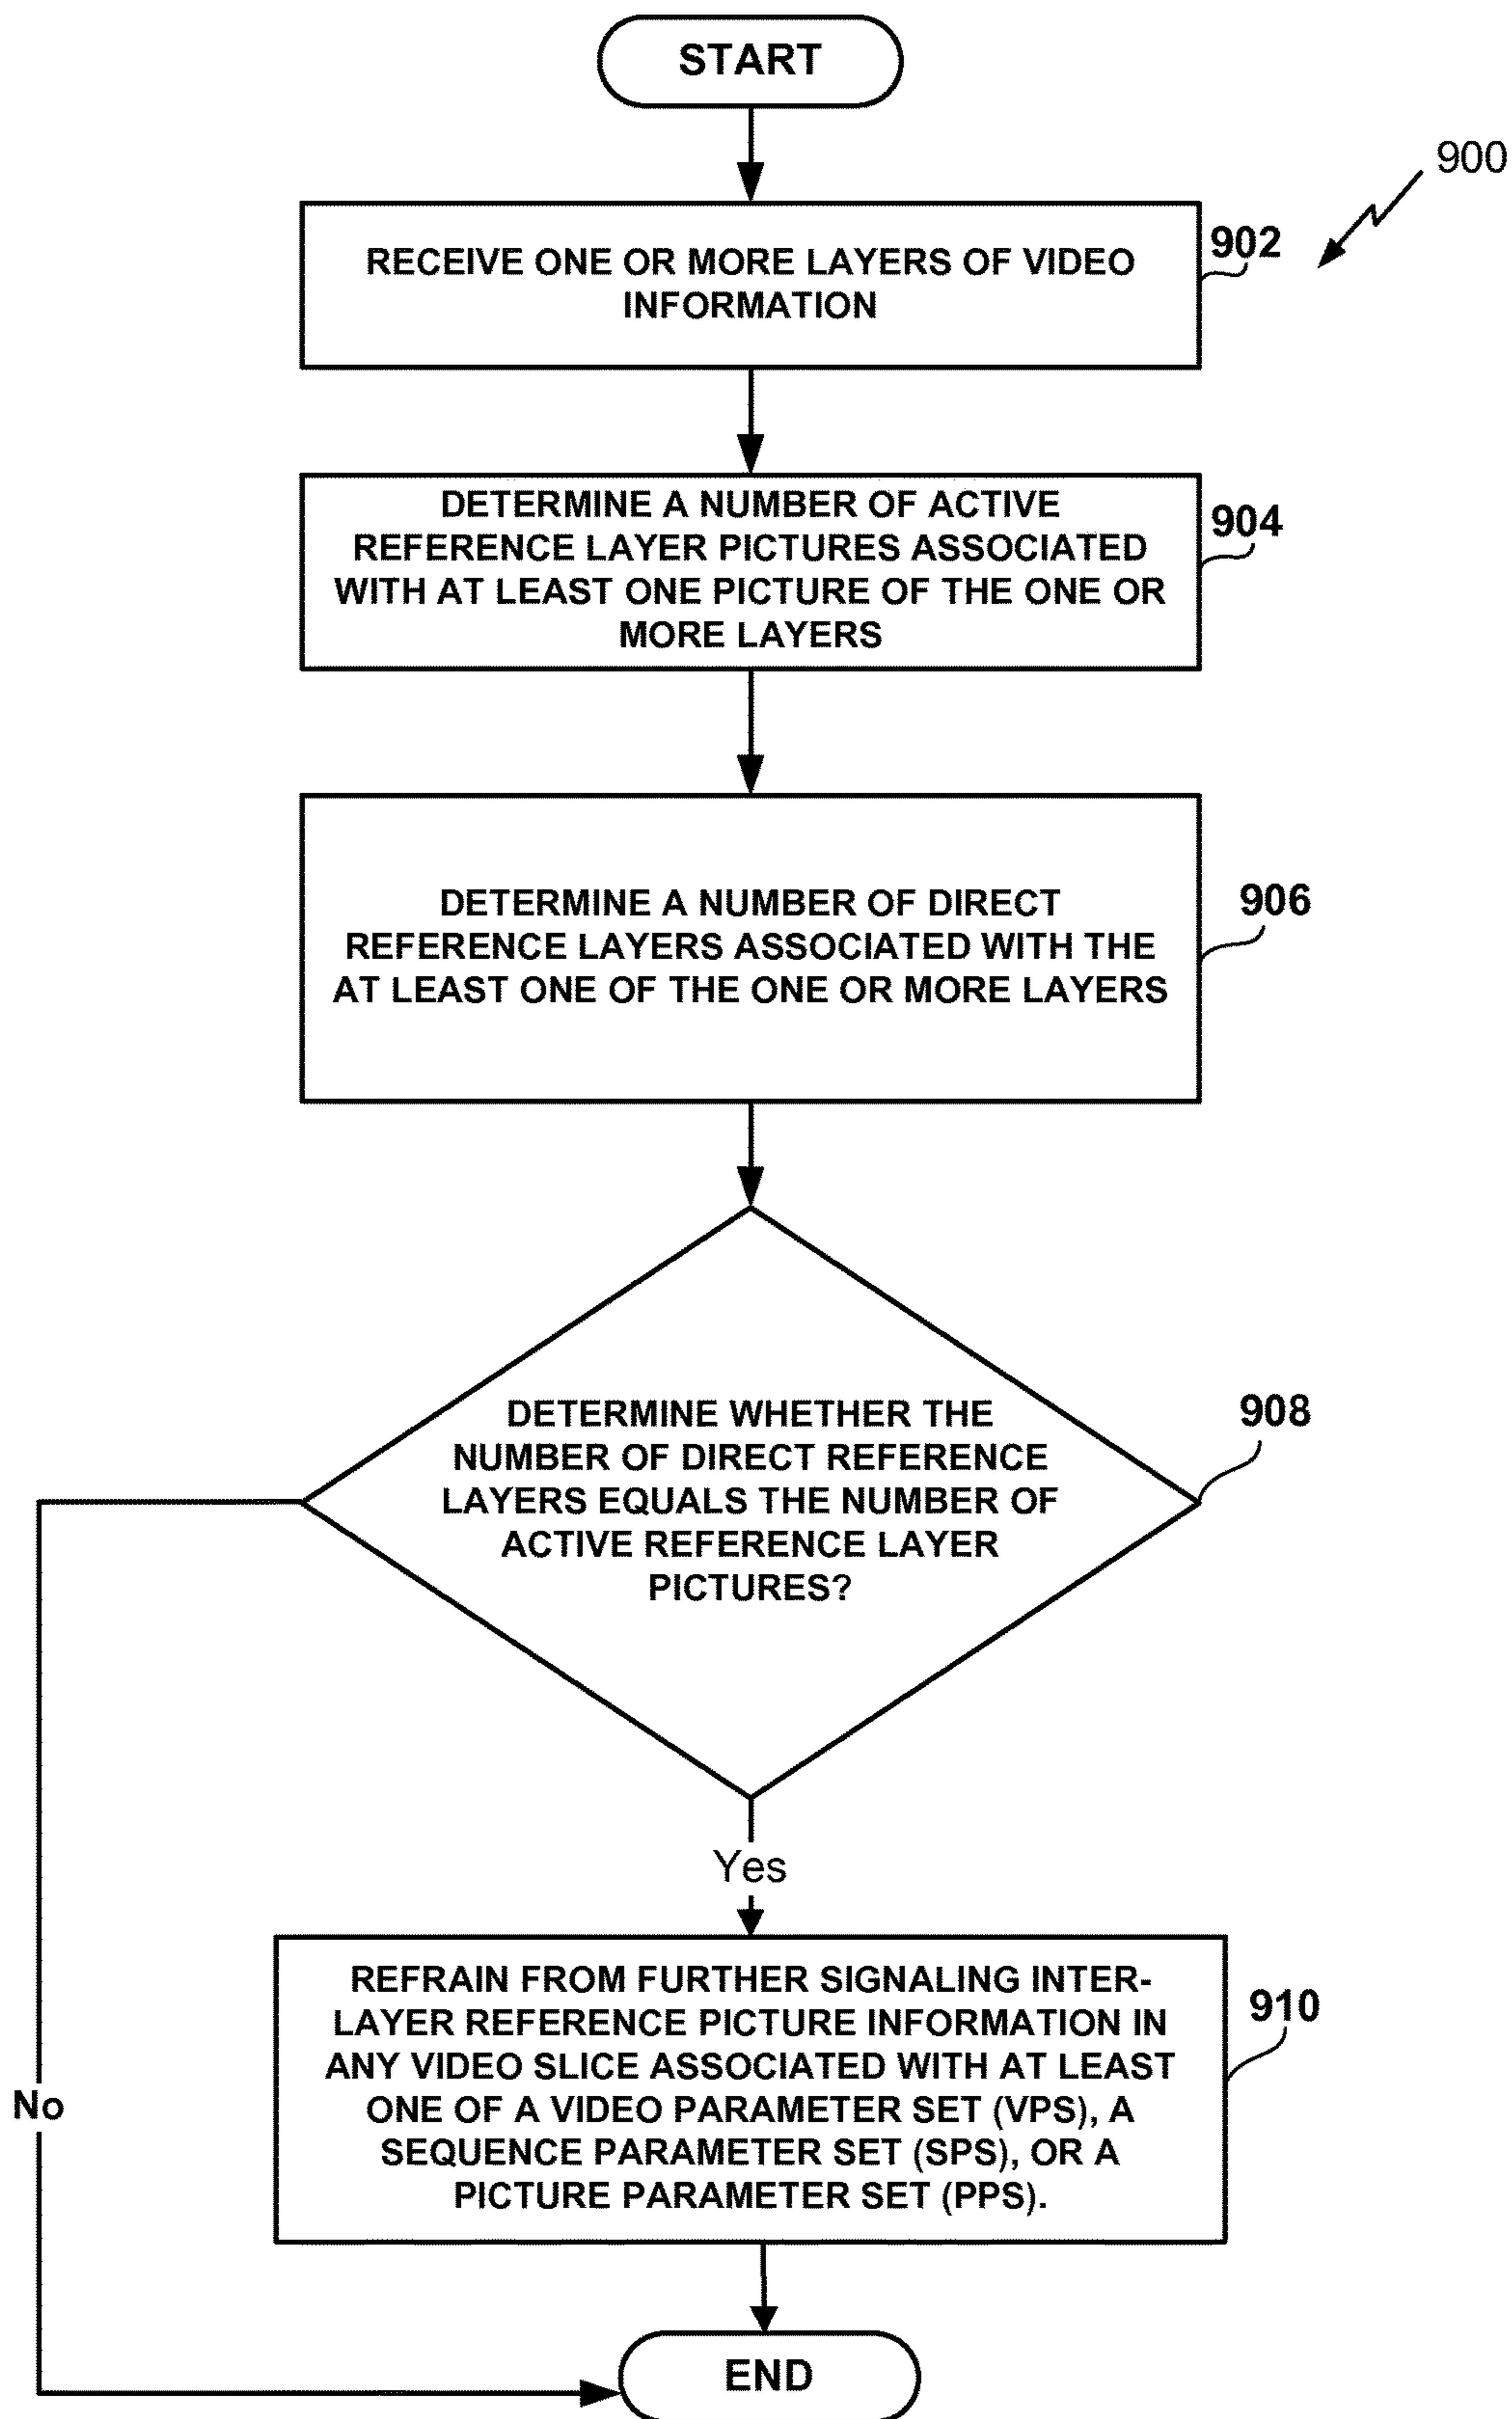 START
900
902
RECEIVE ONE OR MORE LAYERS OF VIDEO
INFORMATION
904
DETERMINE A NUMBER OF ACTIVE
REFERENCE LAYER PICTURES ASSOCIATED
WITH AT LEAST ONE PICTURE OF THE ONE OR
MORE LAYERS
906
DETERMINE A NUMBER OF DIRECT
REFERENCE LAYERS ASSOCIATED WITH THE
AT LEAST ONE OF THE ONE OR MORE LAYERS
908
DETERMINE WHETHER THE
NUMBER OF DIRECT REFERENCE
LAYERS EQUALS THE NUMBER OF
ACTIVE REFERENCE LAYER
PICTURES?
Yes
910
REFRAIN FROM FURTHER SIGNALING INTER-
LAYER REFERENCE PICTURE INFORMATION IN
ANY VIDEO SLICE ASSOCIATED WITH AT LEAST
ONE OF A VIDEO PARAMETER SET (VPS), A
SEQUENCE PARAMETER SET (SPS), OR A
PICTURE PARAMETER SET (PPS).
No
END